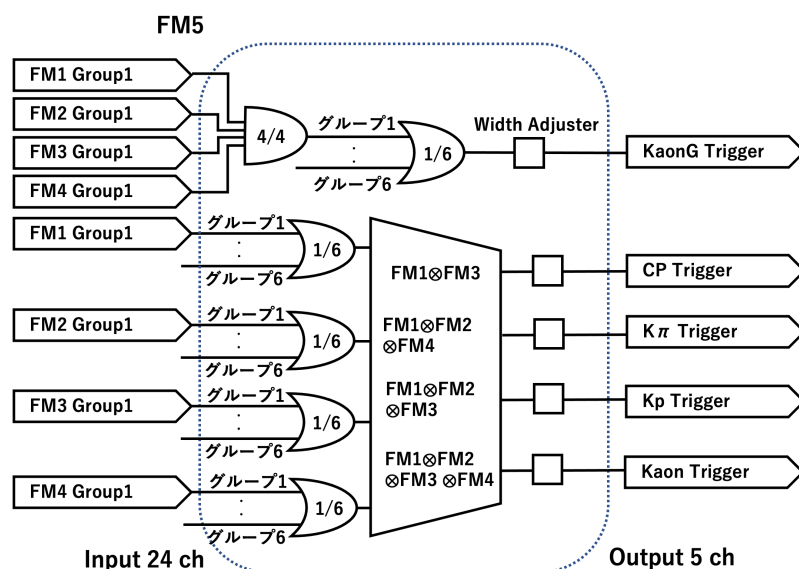 FM5
FM1 Group1
FM2 Group1
FM3 Group1
FM4 Group1
4/4
グループ1
:
グループ6
1/6
Width Adjuster
KaonG Trigger
FM1 Group1
グループ1
:
グループ6
1/6
FM2 Group1
グループ1
:
グループ6
1/6
FM3 Group1
グループ1
:
グループ6
1/6
FM4 Group1
グループ1
:
グループ6
1/6
FM1⊗FM3
FM1⊗FM2
⊗FM4
FM1⊗FM2
⊗FM3
FM1⊗FM2
⊗FM3 ⊗FM4
CP Trigger
Kπ Trigger
Kp Trigger
Kaon Trigger
Input 24 ch
Output 5 ch